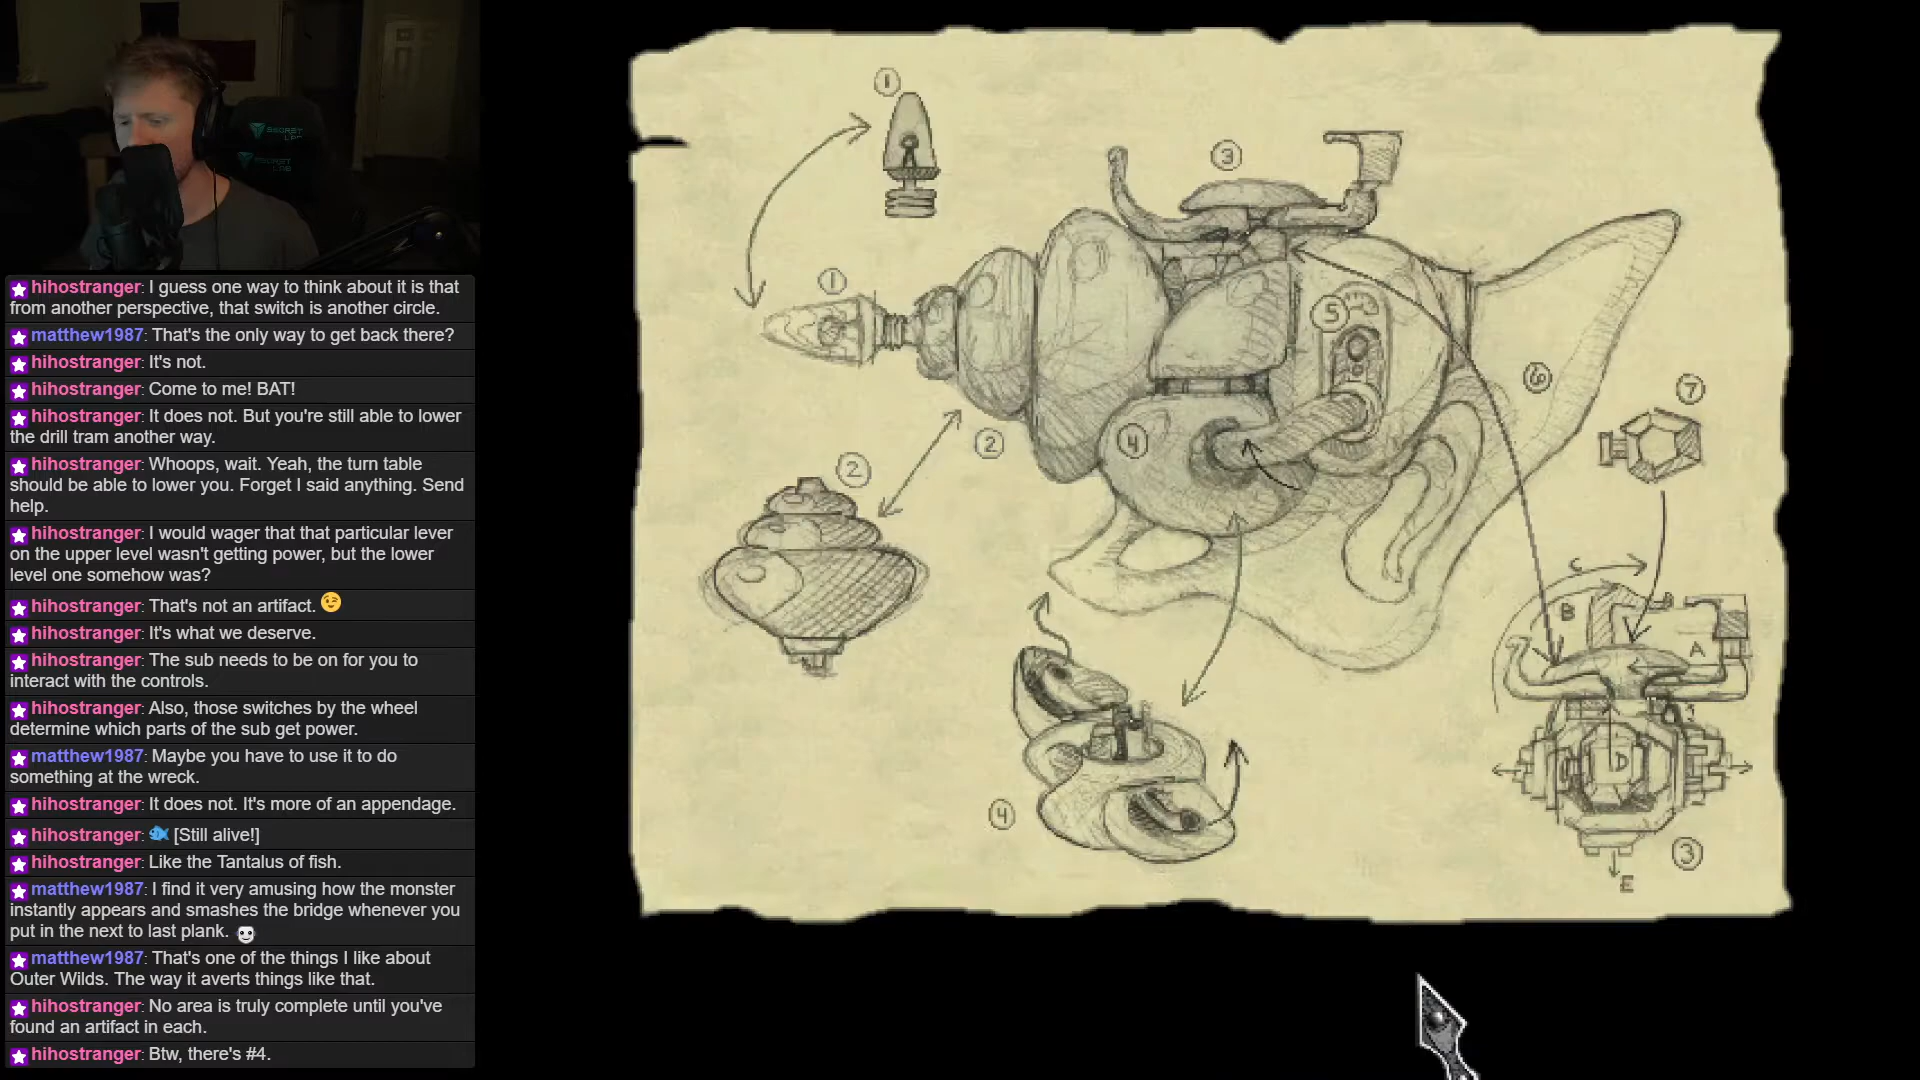 SECRET LAB
SECRET LAB
hihostranger: I guess one way to think about it is that
from another perspective, that switch is another circle.
matthew1987: That's the only way to get back there?
hihostranger: It's not.
hihostranger: Come to me! BAT!
hihostranger: It does not. But you're still able to lower
the drill tram another way.
hihostranger: Whoops, wait. Yeah, the turn table
should be able to lower you. Forget I said anything. Send
help.
hihostranger: I would wager that that particular lever
on the upper level wasn't getting power, but the lower
level one somehow was?
hihostranger: That's not an artifact. 😉
hihostranger: It's what we deserve.
hihostranger: The sub needs to be on for you to
interact with the controls.
hihostranger: Also, those switches by the wheel
determine which parts of the sub get power.
matthew1987: Maybe you have to use it to do
something at the wreck.
hihostranger: It does not. It's more of an appendage.
hihostranger: 🐟 [Still alive!]
hihostranger: Like the Tantalus of fish.
matthew1987: I find it very amusing how the monster
instantly appears and smashes the bridge whenever you
put in the next to last plank.
matthew1987: That's one of the things I like about
Outer Wilds. The way it averts things like that.
hihostranger: No area is truly complete until you've
found an artifact in each.
hihostranger: Btw, there's #4.
1
3
1
5
6
7
4
2
2
B
A
D
4
3
E